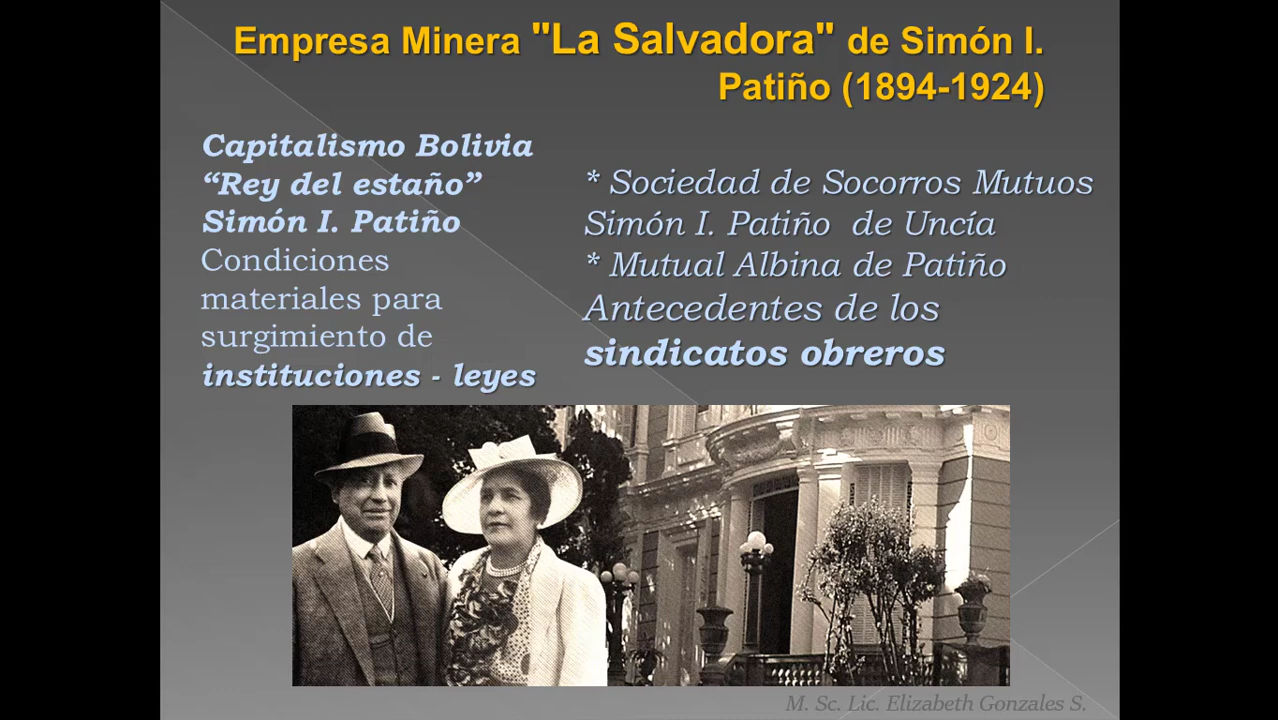 Empresa Minera "La Salvadora" de Simón I.
Patiño (1894-1924)
Capitalismo Bolivia
“Rey del estaño”
Simón I. Patiño
Condiciones
materiales para
surgimiento de
instituciones - leyes
* Sociedad de Socorros Mutuos
Simón I. Patiño de Uncía
* Mutual Albina de Patiño
Antecedentes de los
sindicatos obreros
M. Sc. Lic. Elizabeth Gonzales S.